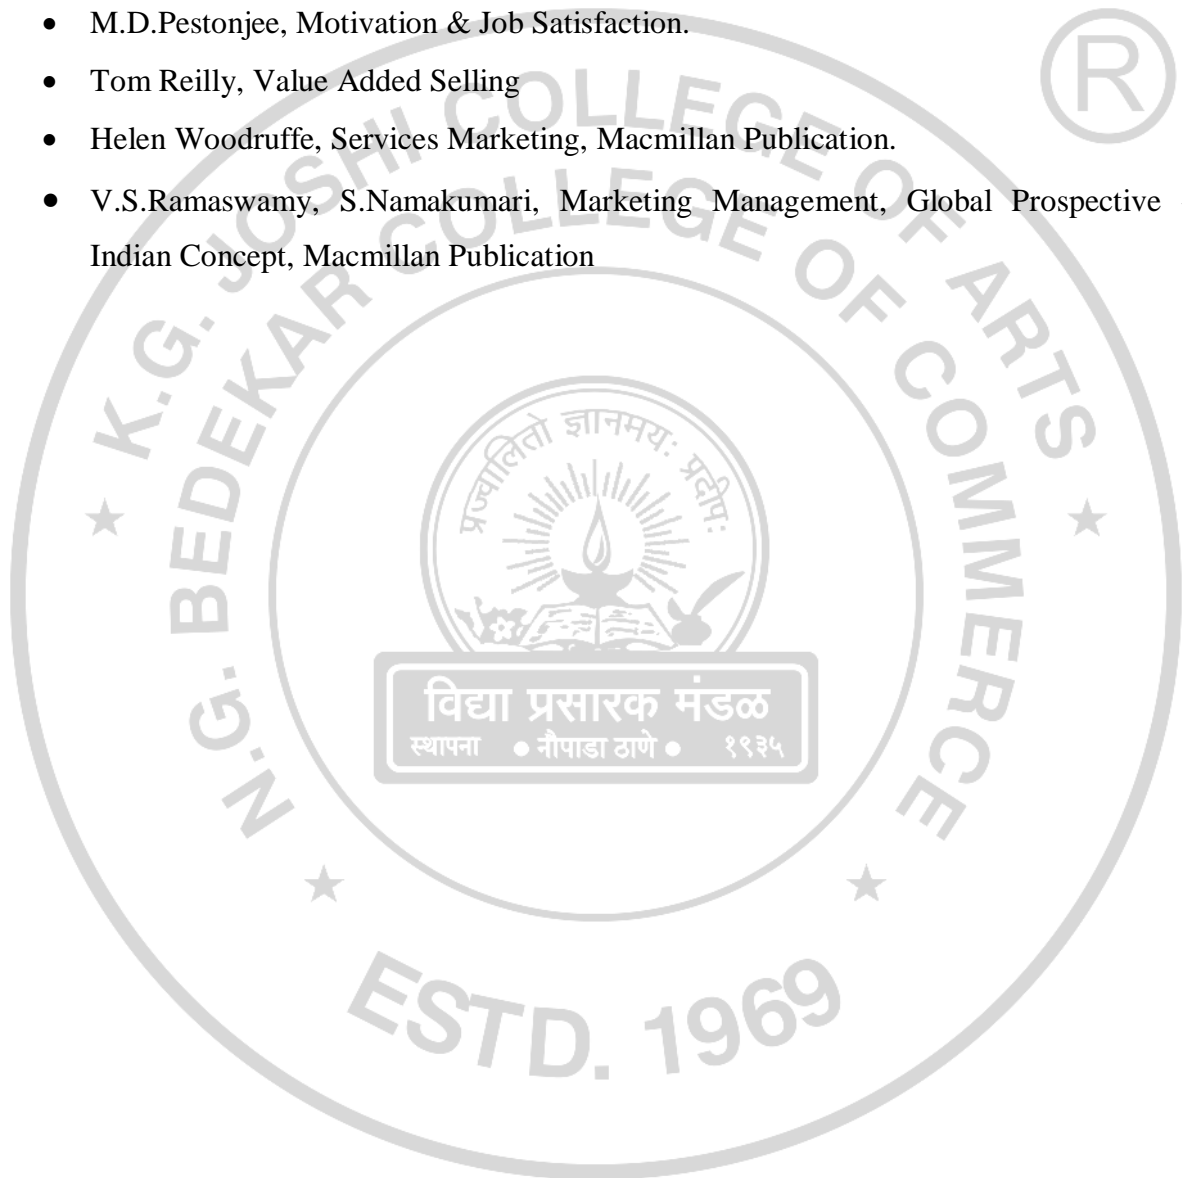 • M.D.Pestonjee, Motivation & Job Satisfaction.
• Tom Reilly, Value Added Selling
• Helen Woodruffe, Services Marketing, Macmillan Publication.
• V.S.Ramaswamy, S.Namakumari, Marketing Management, Global Prospective
Indian Concept, Macmillan Publication
R
K.G. JOSHI COLLEGE OF ARTS
N.G. BEDEKAR COLLEGE OF COMMERCE
प्रज्वालितो ज्ञानमयः प्रदीपः
विद्या प्रसारक मंडळ
स्थापना • नौपाडा ठाणे • १९३५
ESTD. 1969